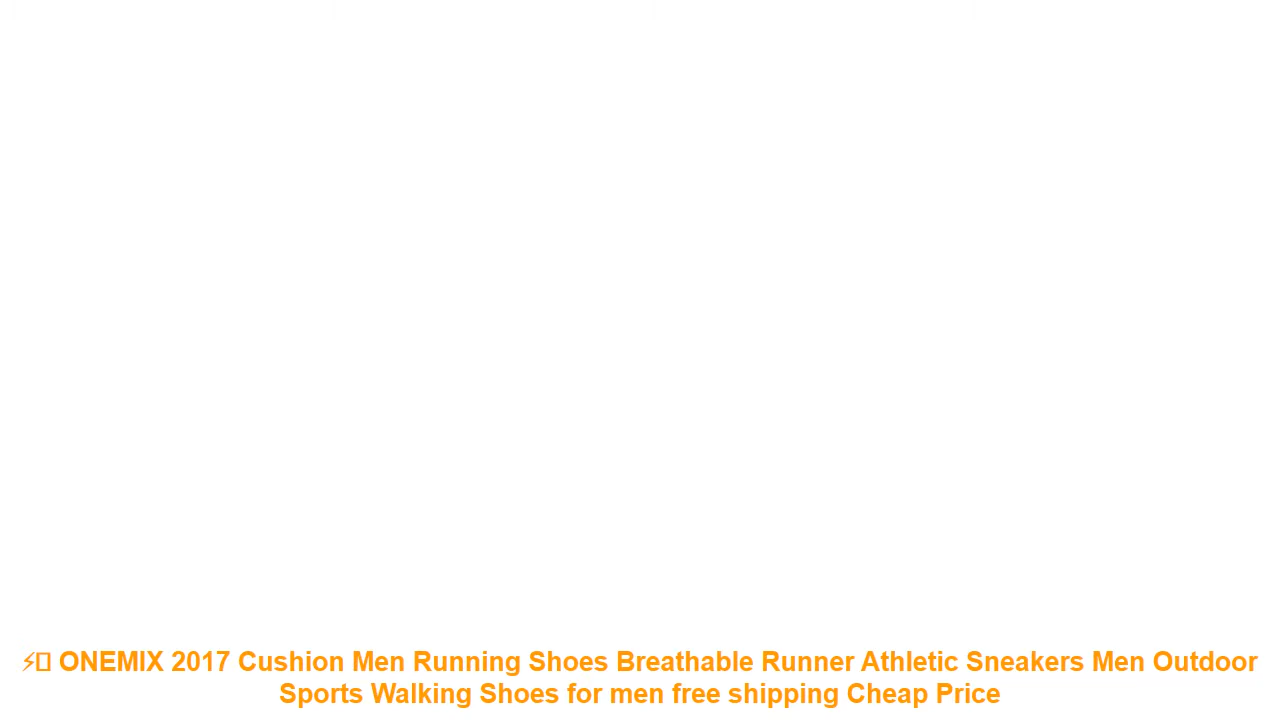 ⚡️ ONEMIX 2017 Cushion Men Running Shoes Breathable Runner Athletic Sneakers Men Outdoor
Sports Walking Shoes for men free shipping Cheap Price